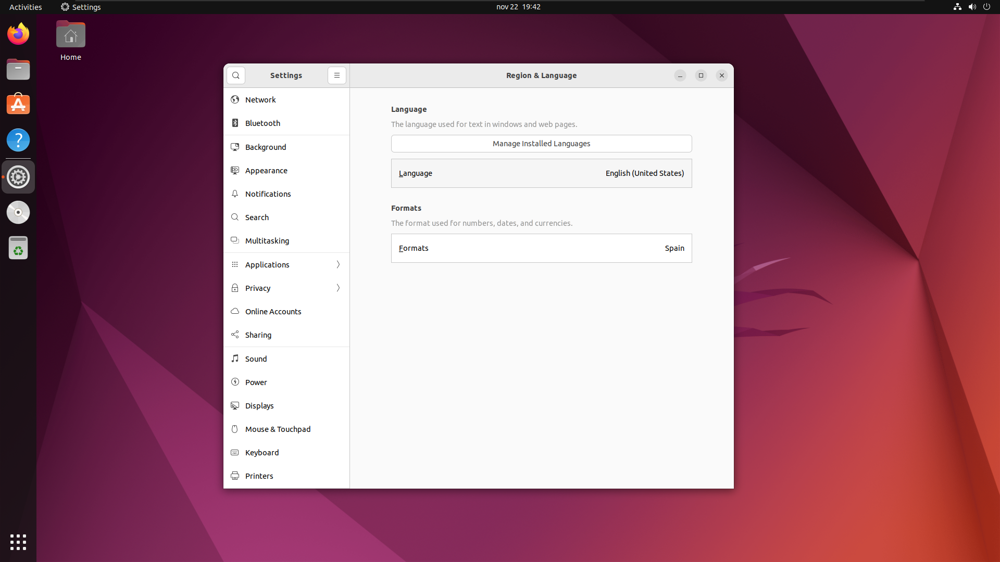 Activities
Settings
nov 22 19:42
Home
Settings
Region & Language
Network
Bluetooth
Background
Appearance
Notifications
Search
Multitasking
Applications
Privacy
Online Accounts
Sharing
Sound
Power
Displays
Mouse & Touchpad
Keyboard
Printers
Language
The language used for text in windows and web pages.
Manage Installed Languages
Language English (United States)
Formats
The format used for numbers, dates, and currencies.
Formats Spain